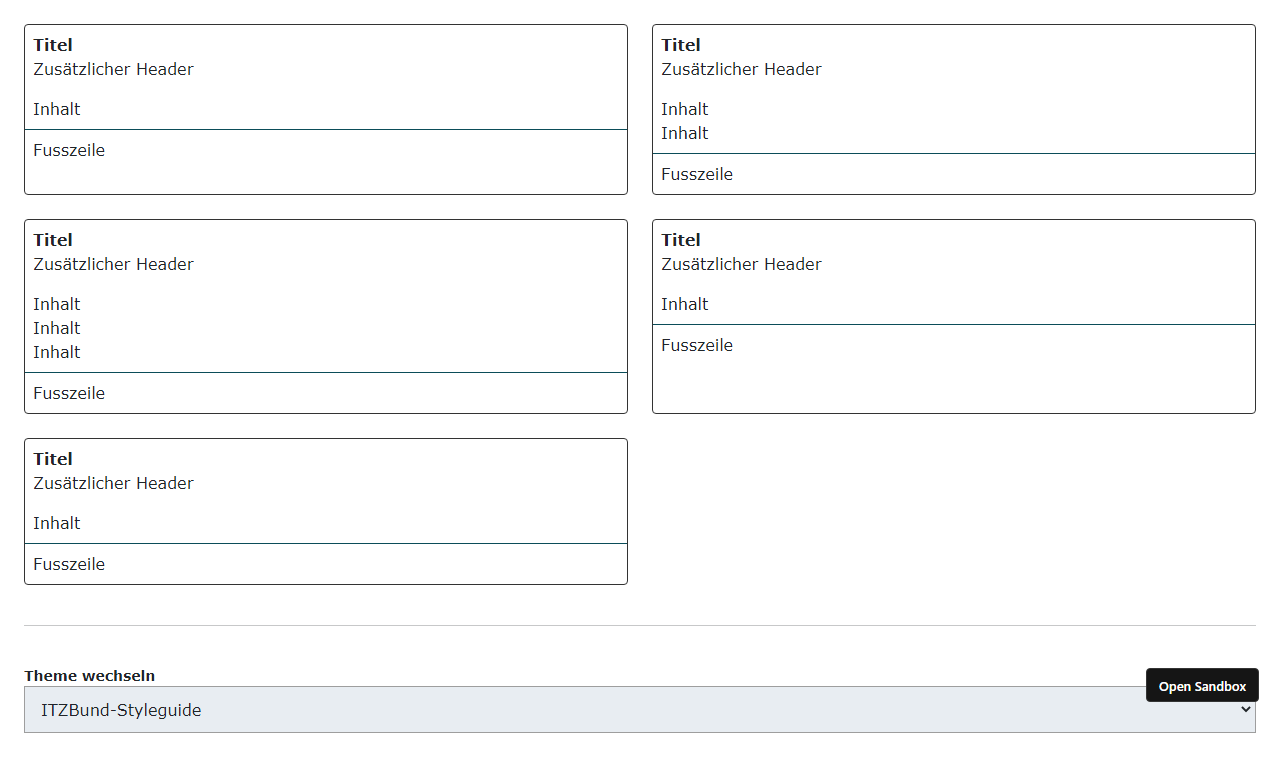 Titel
Zusätzlicher Header
Inhalt
Fusszeile
Titel
Zusätzlicher Header
Inhalt
Inhalt
Fusszeile
Titel
Zusätzlicher Header
Inhalt
Inhalt
Inhalt
Fusszeile
Titel
Zusätzlicher Header
Inhalt
Fusszeile
Titel
Zusätzlicher Header
Inhalt
Fusszeile
Theme wechseln
Open Sandbox
ITZBund-Styleguide